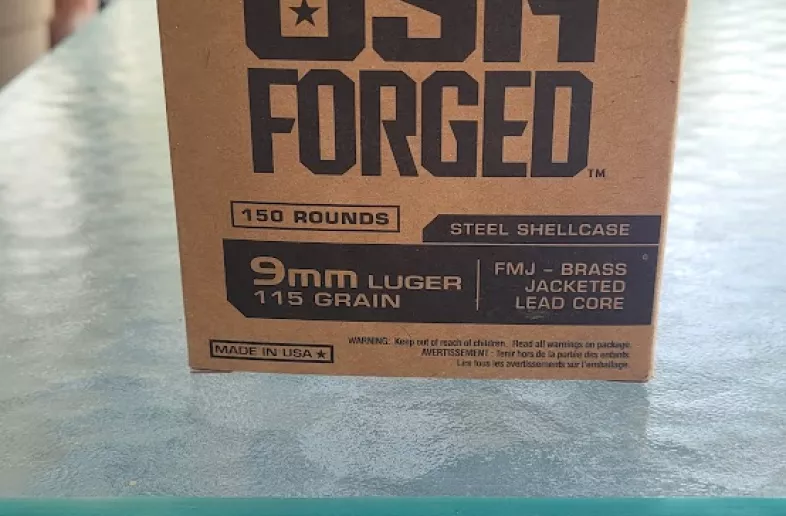 USA
FORGED™
150 ROUNDS
STEEL SHELLCASE
9mm LUGER
115 GRAIN
FMJ - BRASS
JACKETED
LEAD CORE
MADE IN USA ★
WARNING: Keep out of reach of children. Read all warnings on package.
AVERTISSEMENT: Tenir hors de la portée des enfants
Lire tous les avertissements sur l'emballage.